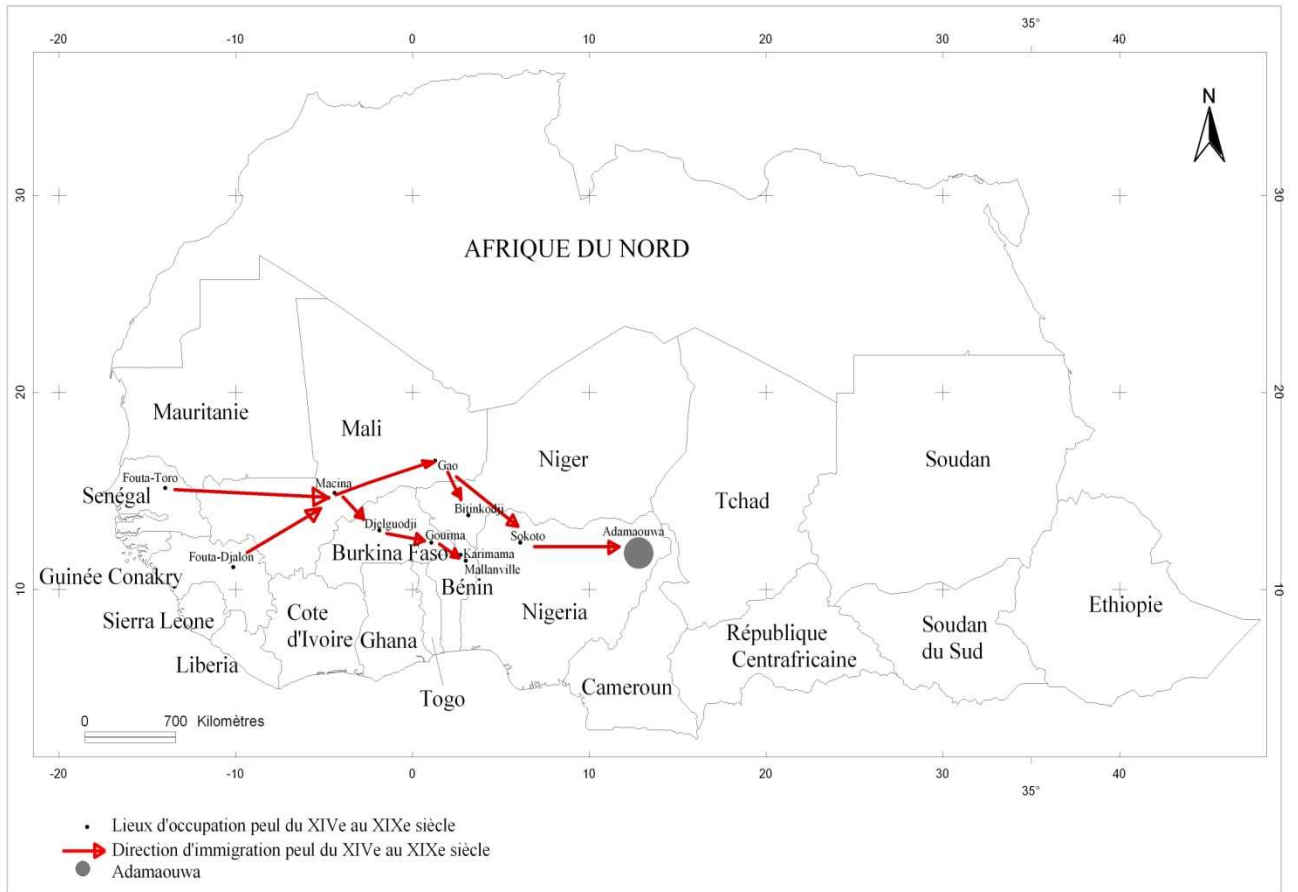 -20 -10 0 10 20 30 35° 40
N
30 30
AFRIQUE DU NORD
20 20
Mauritanie
Mali
Niger
Soudan
Tchad
Fouta-Toro
Senégal
Macina
Gao
Bitinkodji
Djelguodji
Gourma
Sokoto
Adamaouwa
Burkina Faso
Karimama
Mallanville
Fouta-Djalon
Guinée Conakry
Bénin
10 10
Sierra Leone
Cote
d'Ivoire
Ghana
Nigeria
Ethiopie
République
Centrafricaine
Soudan
du Sud
Liberia
Togo
Cameroun
0 700 Kilomètres
-20 -10 0 10 20 30 35° 40
Lieux d'occupation peul du XIVe au XIXe siècle
Direction d'immigration peul du XIVe au XIXe siècle
Adamaouwa